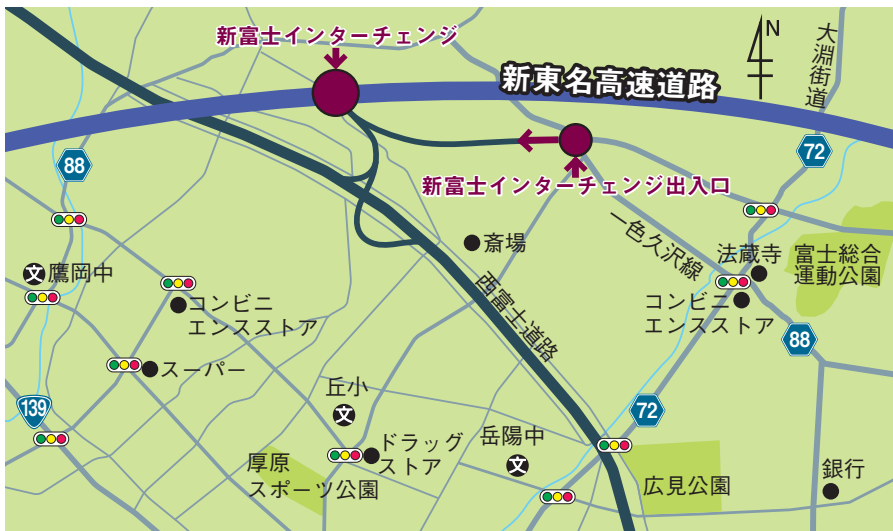 新富士インターチェンジ
N
大淵街道
新東名高速道路
88
72
新富士インターチェンジ出入口
一色久沢線
斎場
法蔵寺
富士総合
運動公園
文
鷹岡中
コンビニ
エンスストア
西富士道路
コンビニ
エンスストア
スーパー
88
139
丘小
文
72
岳陽中
文
ドラッグ
ストア
厚原
スポーツ公園
広見公園
銀行